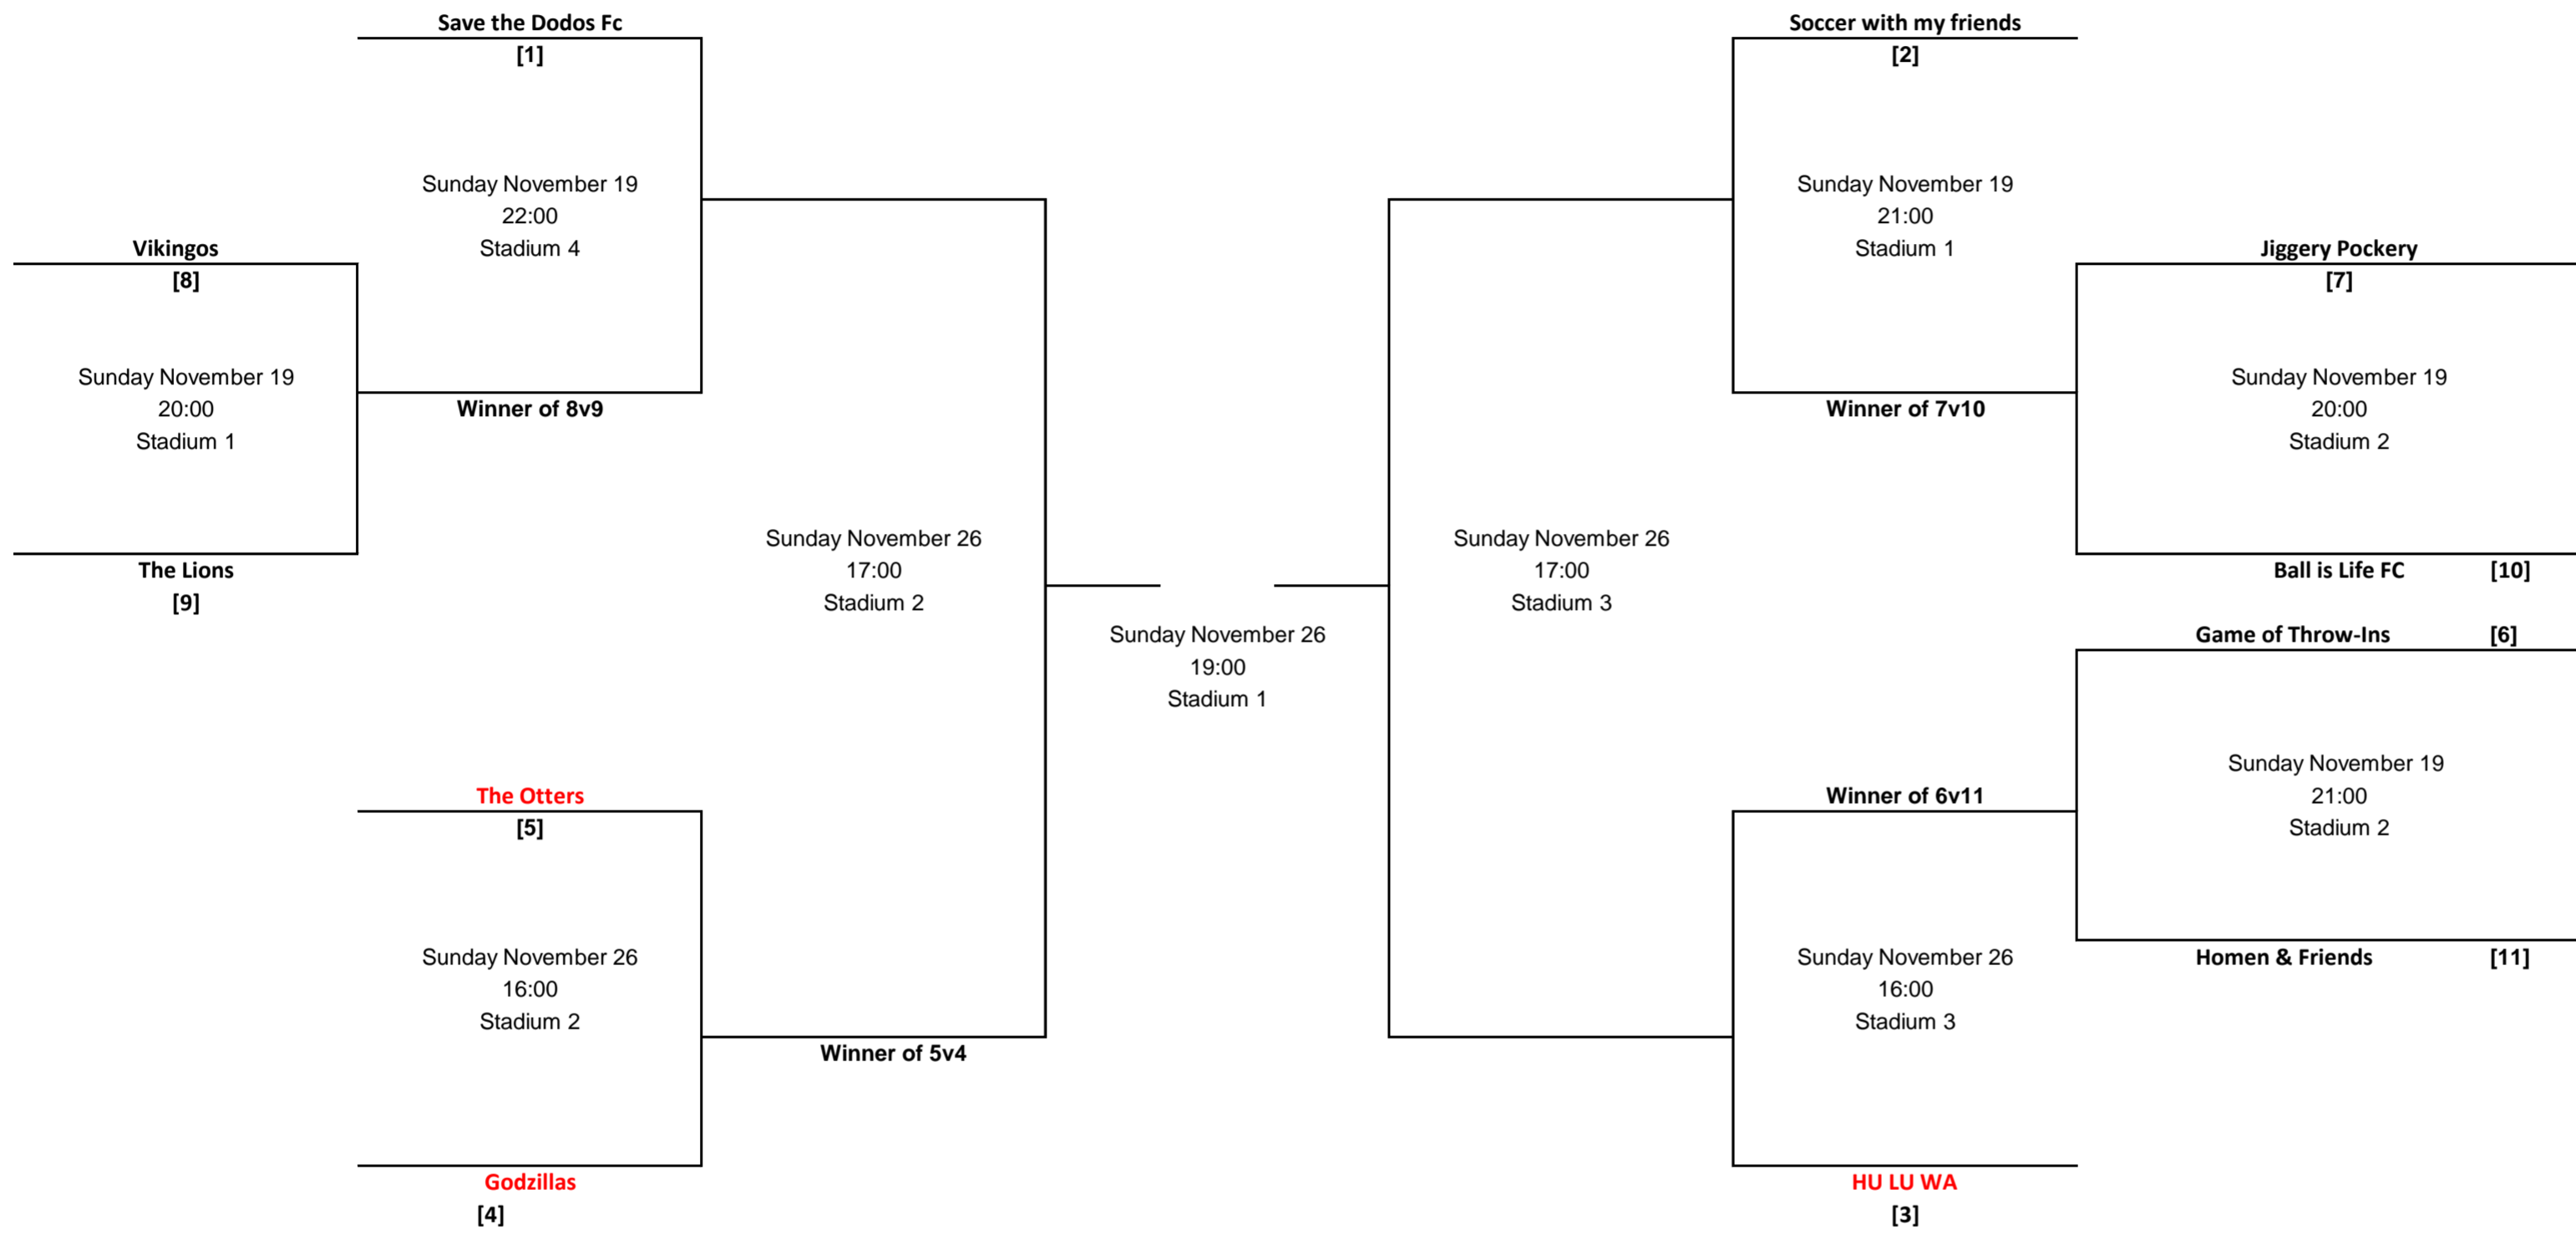 Save the Dodos Fc
[1]
Soccer with my friends
[2]
Sunday November 19
22:00
Stadium 4
Sunday November 19
21:00
Stadium 1
Vikingos
[8]
Jiggery Pockery
[7]
Sunday November 19
20:00
Stadium 1
Winner of 8v9
Winner of 7v10
Sunday November 19
20:00
Stadium 2
The Lions
[9]
Sunday November 26
17:00
Stadium 2
Sunday November 26
17:00
Stadium 3
Ball is Life FC [10]
Sunday November 26
19:00
Stadium 1
Game of Throw-Ins [6]
The Otters
[5]
Winner of 6v11
Sunday November 19
21:00
Stadium 2
Sunday November 26
16:00
Stadium 2
Sunday November 26
16:00
Stadium 3
Homen & Friends [11]
Winner of 5v4
Godzillas
[4]
HU LU WA
[3]